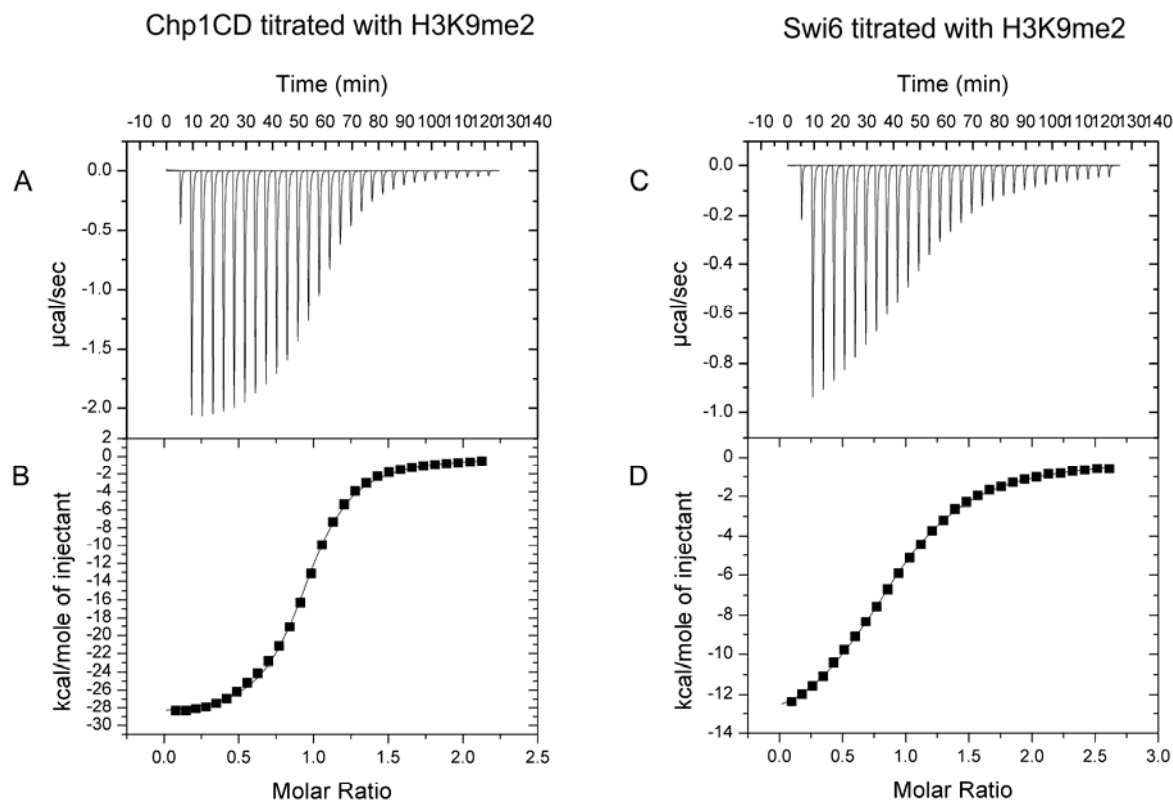 Chp1CD titrated with H3K9me2
Time (min)
-10 0 10 20 30 40 50 60 70 80 90 100 110 120 130 140
A
0.0
-0.5
-1.0
-1.5
-2.0
µcal/sec
2
0
-2
-4
-6
-8
-10
-12
-14
-16
-18
-20
-22
-24
-26
-28
-30
B
kcal/mole of injectant
0.0 0.5 1.0 1.5 2.0 2.5
Molar Ratio
Swi6 titrated with H3K9me2
Time (min)
-10 0 10 20 30 40 50 60 70 80 90 100 110 120 130 140
C
0.0
-0.2
-0.4
-0.6
-0.8
-1.0
µcal/sec
D
0
-2
-4
-6
-8
-10
-12
-14
kcal/mole of injectant
0.0 0.5 1.0 1.5 2.0 2.5 3.0
Molar Ratio